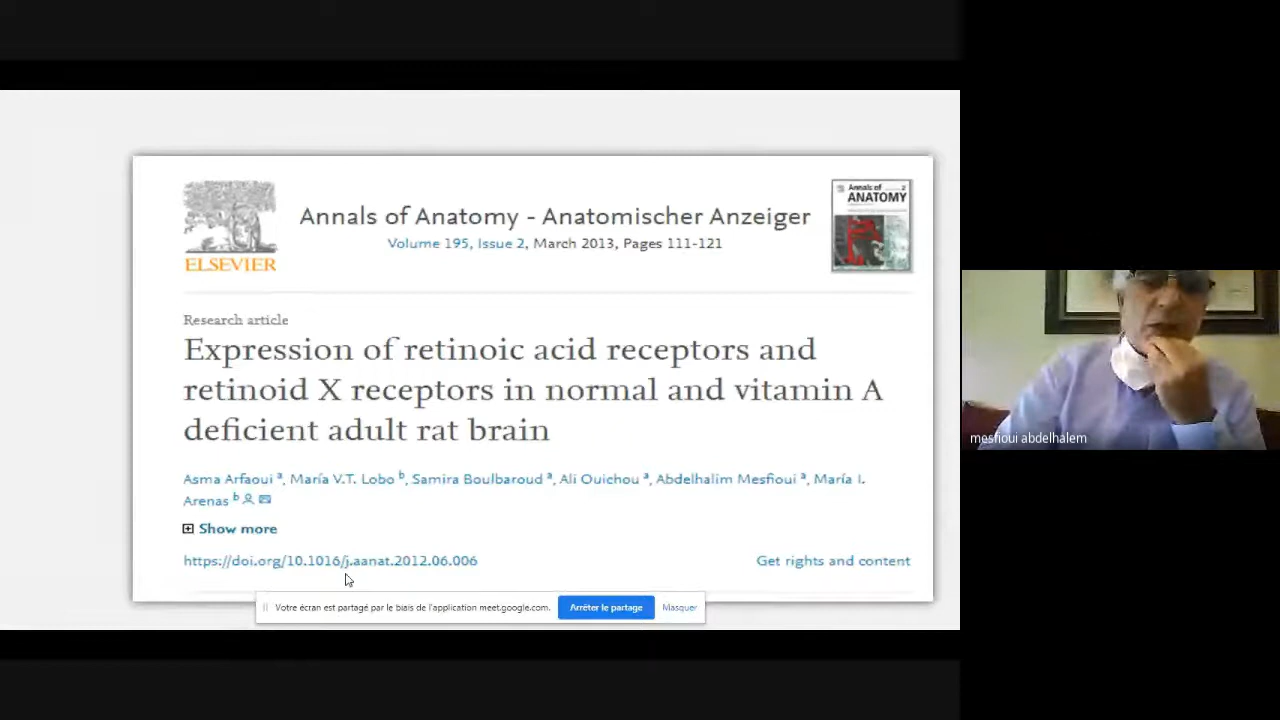 ELSEVIER
Annals of Anatomy - Anatomischer Anzeiger
Volume 195, Issue 2, March 2013, Pages 111-121
Annals of
ANATOMY
Research article
Expression of retinoic acid receptors and
retinoid X receptors in normal and vitamin A
deficient adult rat brain
Asma Arfaoui a, María V.T. Lobo b, Samira Boulbaroud a, Ali Ouichou a, Abdelhalim Mesfioui a, María I.
Arenas b
Show more
https://doi.org/10.1016/j.aanat.2012.06.006
Get rights and content
Votre écran est partagé par le biais de l'application meet.google.com.
Arrêter le partage
Masquer
mesfioui abdelhalem